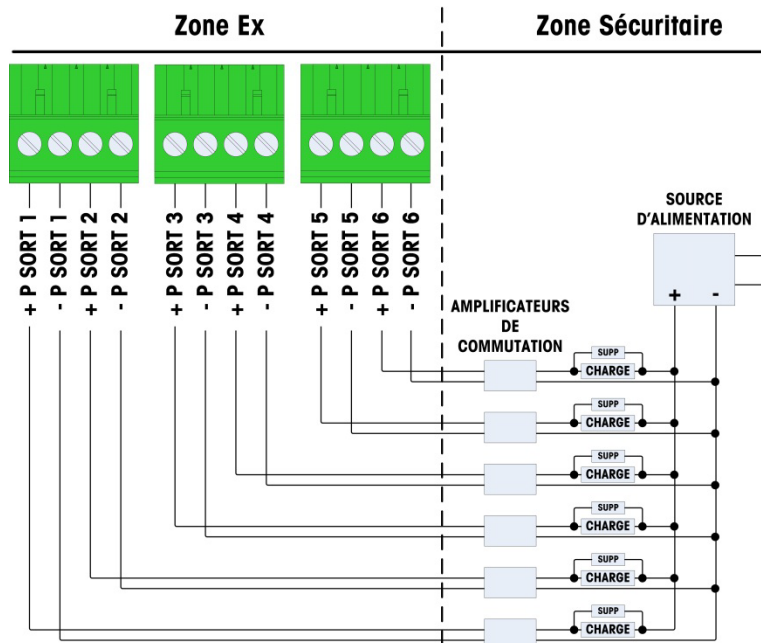 Zone Ex
Zone Sécuritaire
+ P SORT 1
- P SORT 1
+ P SORT 2
- P SORT 2
+ P SORT 3
- P SORT 3
+ P SORT 4
- P SORT 4
+ P SORT 5
- P SORT 5
+ P SORT 6
- P SORT 6
SOURCE
D'ALIMENTATION
+ -
AMPLIFICATEURS
DE
COMMUTATION
SUPP
CHARGE
SUPP
CHARGE
SUPP
CHARGE
SUPP
CHARGE
SUPP
CHARGE
SUPP
CHARGE